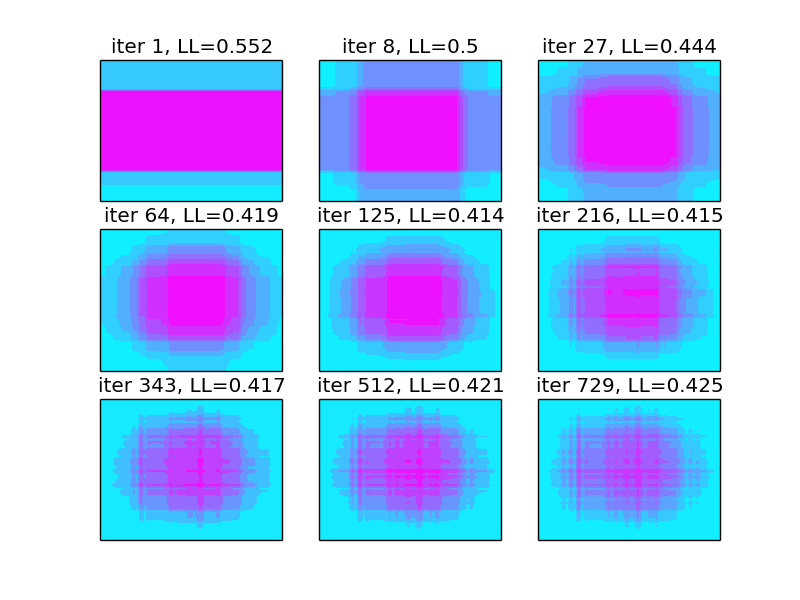 iter 1, LL=0.552
iter 8, LL=0.5
iter 27, LL=0.444
iter 64, LL=0.419
iter 125, LL=0.414
iter 216, LL=0.415
iter 343, LL=0.417
iter 512, LL=0.421
iter 729, LL=0.425